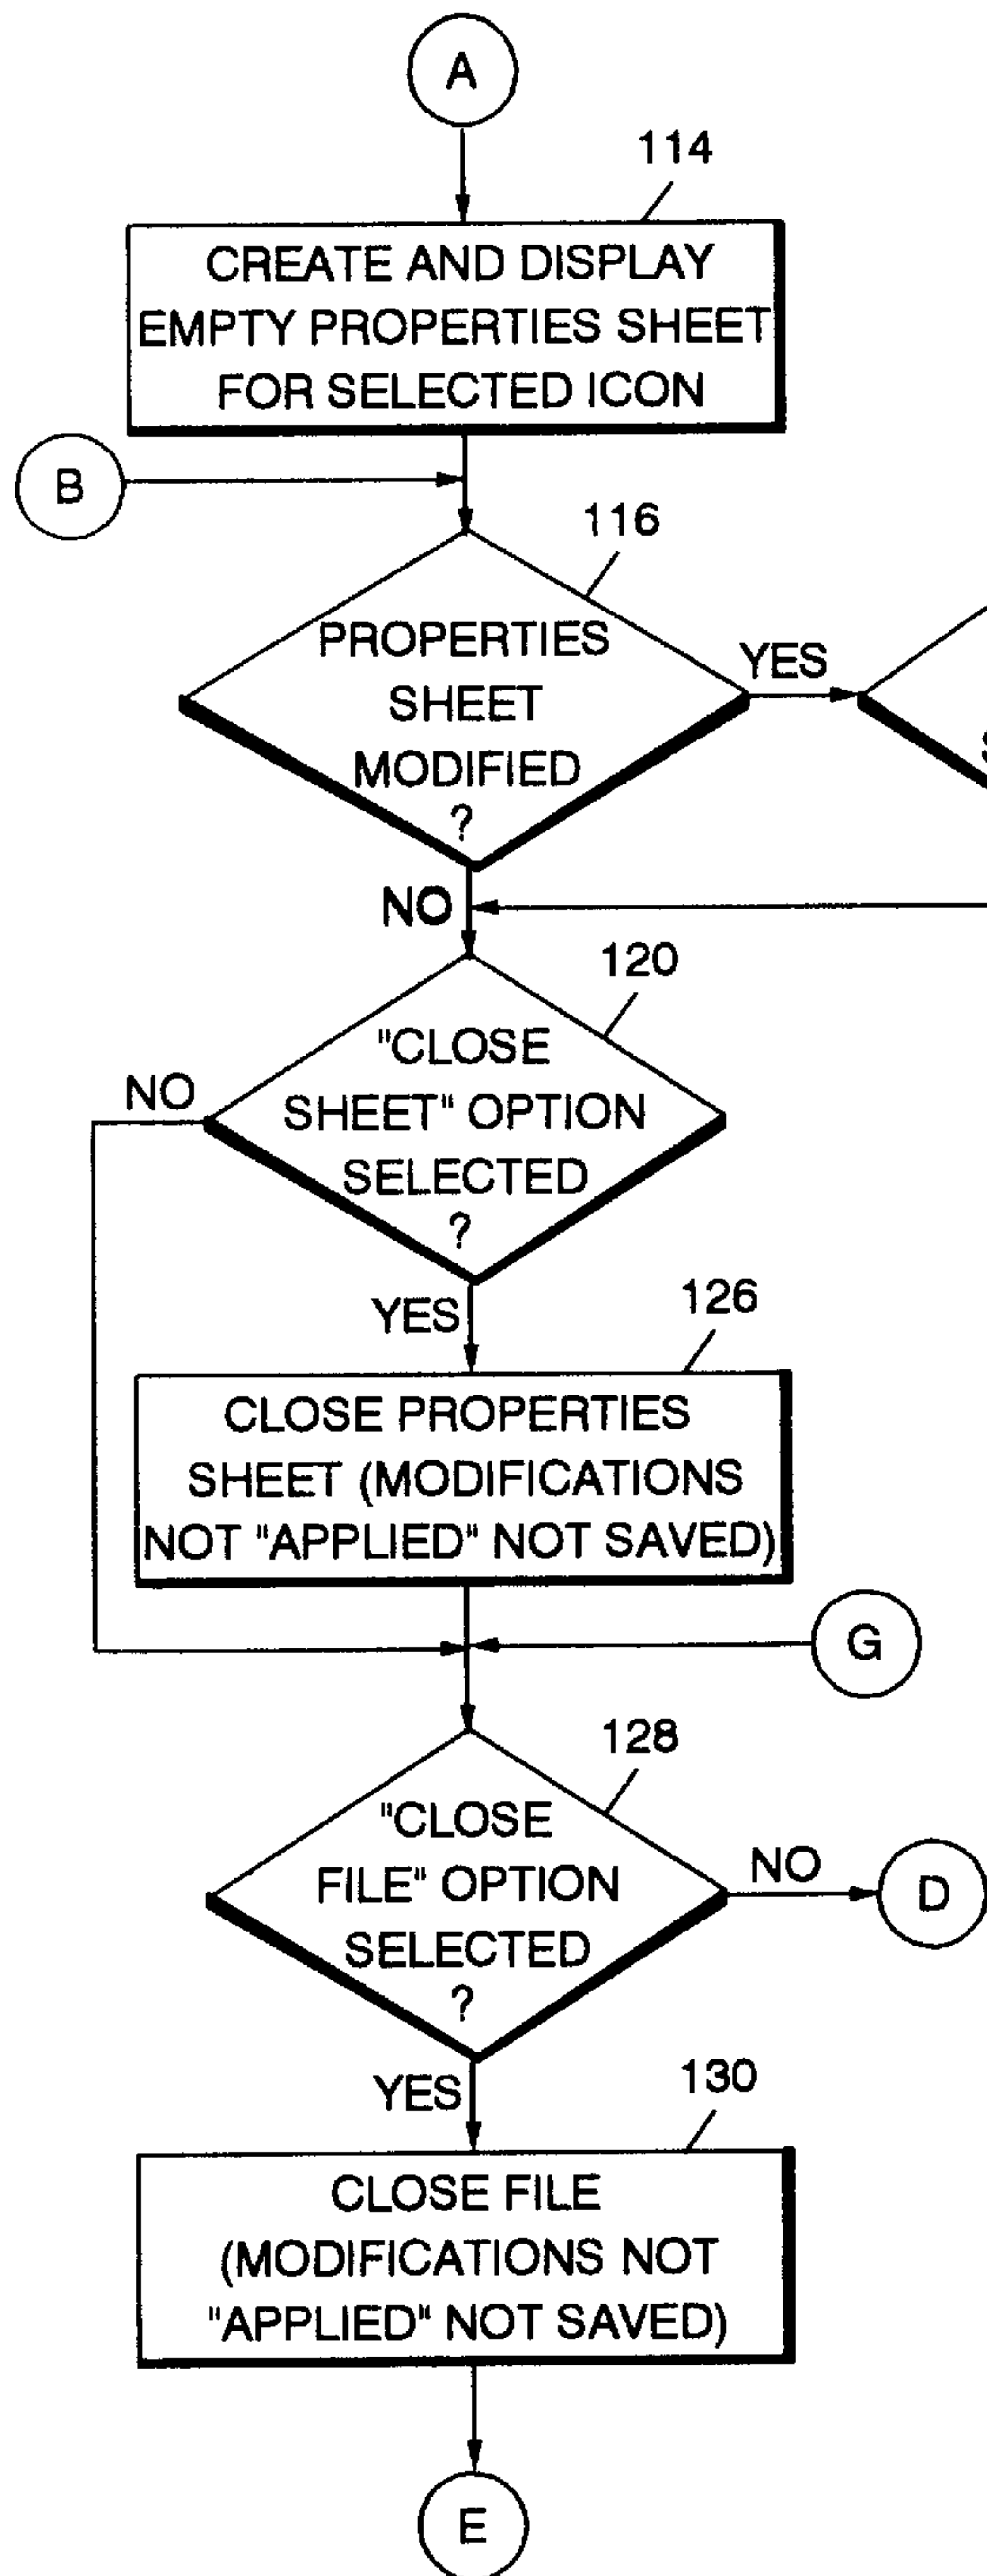 A
114
CREATE AND DISPLAY
EMPTY PROPERTIES SHEET
FOR SELECTED ICON
B
116
PROPERTIES
SHEET
MODIFIED
?
YES
S
NO
120
"CLOSE
SHEET" OPTION
SELECTED
?
NO
YES
126
CLOSE PROPERTIES
SHEET (MODIFICATIONS
NOT "APPLIED" NOT SAVED)
G
128
"CLOSE
FILE" OPTION
SELECTED
?
NO
D
YES
130
CLOSE FILE
(MODIFICATIONS NOT
"APPLIED" NOT SAVED)
E